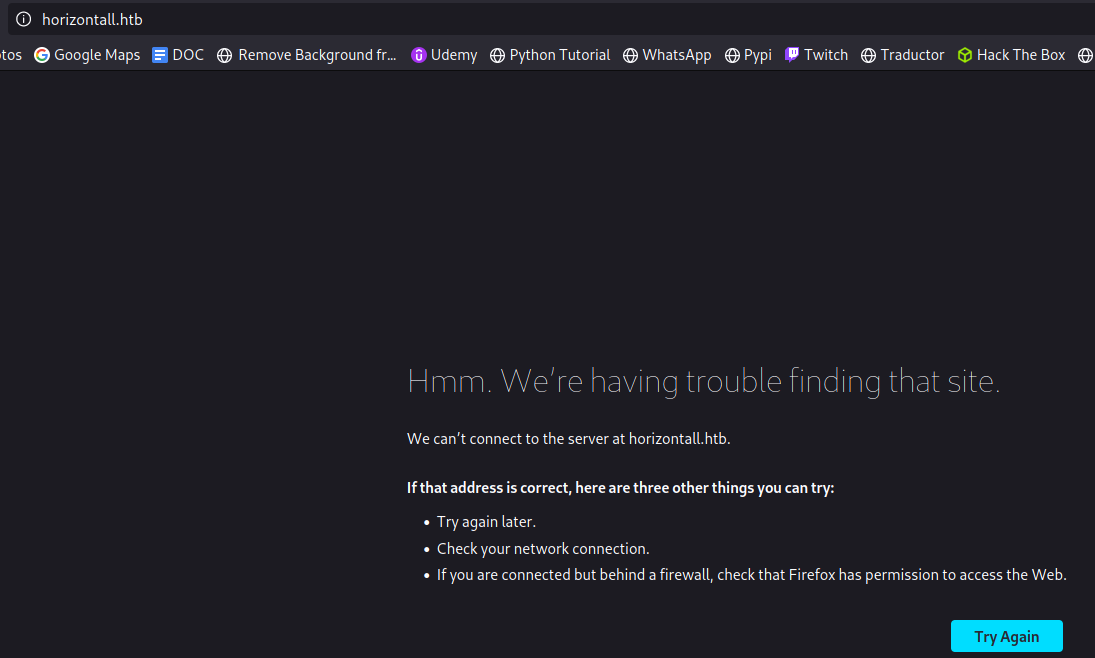 horizontall.htb
otos Google Maps DOC Remove Background fr... Udemy Python Tutorial WhatsApp Pypi Twitch Traductor Hack The Box
Hmm. We’re having trouble finding that site.
We can’t connect to the server at horizontall.htb.
If that address is correct, here are three other things you can try:
• Try again later.
• Check your network connection.
• If you are connected but behind a firewall, check that Firefox has permission to access the Web.
Try Again